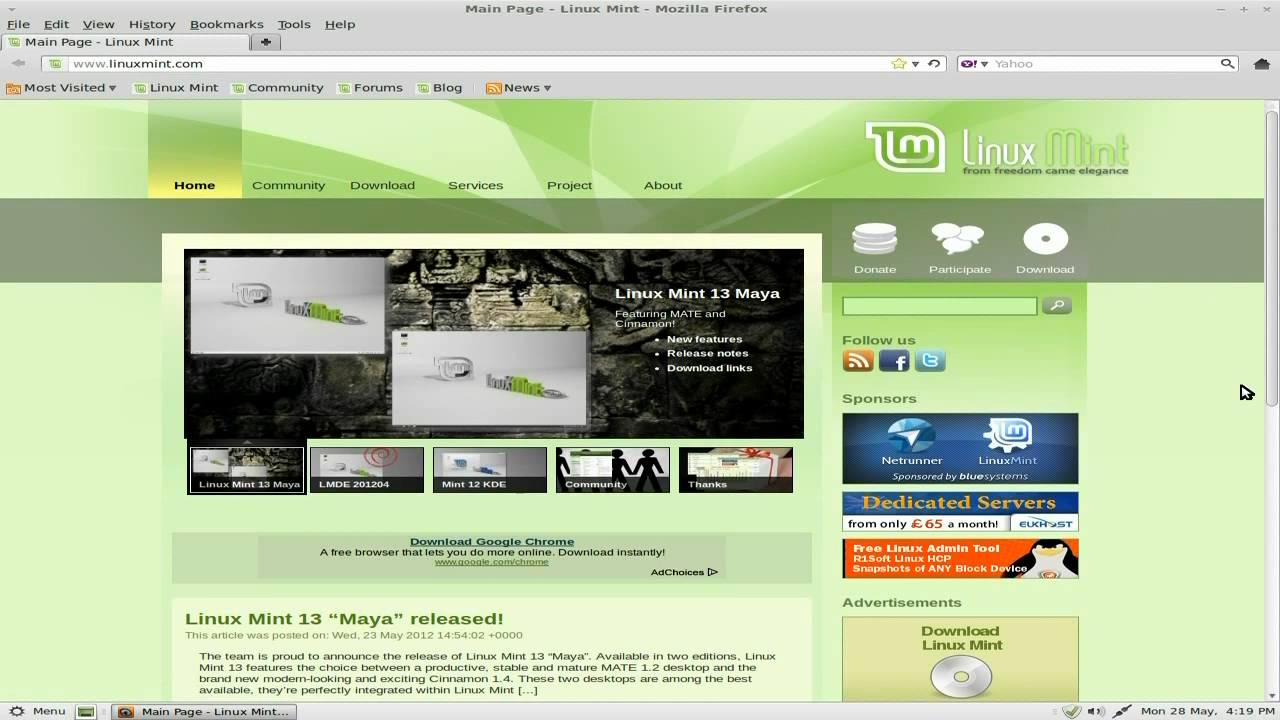 Main Page - Linux Mint - Mozilla Firefox
File Edit View History Bookmarks Tools Help
Main Page - Linux Mint
www.linuxmint.com
Yahoo
Most Visited Linux Mint Community Forums Blog News
Linux Mint
from freedom came elegance
Home Community Download Services Project About
Donate Participate Download
Linux Mint 13 Maya
Featuring MATE and
Cinnamon!
New features
Release notes
Download links
Linux Mint 13 Maya
LMDE 201204
Mint 12 KDE
Community
Thanks
Download Google Chrome
A free browser that lets you do more online. Download instantly!
www.google.com/chrome
AdChoices
Linux Mint 13 “Maya” released!
This article was posted on: Wed, 23 May 2012 14:54:02 +0000
The team is proud to announce the release of Linux Mint 13 “Maya”. Available in two editions, Linux
Mint 13 features the choice between a productive, stable and mature MATE 1.2 desktop and the
brand new modern-looking and exciting Cinnamon 1.4. These two desktops are among the best
available, they’re perfectly integrated within Linux Mint […]
Follow us
Sponsors
Netrunner LinuxMint
Sponsored by bluesystems
Dedicated Servers
from only £65 a month! EUKHOST
Free Linux Admin Tool
R1Soft Linux HCP
Snapshots of ANY Block Device
Advertisements
Download
Linux Mint
Menu
Main Page - Linux Mint...
Mon 28 May, 4:19 PM